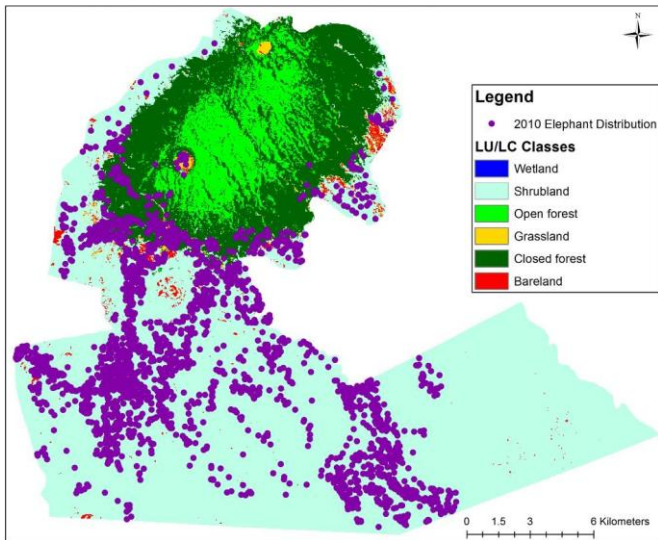 N
Legend
2010 Elephant Distribution
LU/LC Classes
Wetland
Shrubland
Open forest
Grassland
Closed forest
Bareland
0 1.5 3 6 Kilometers